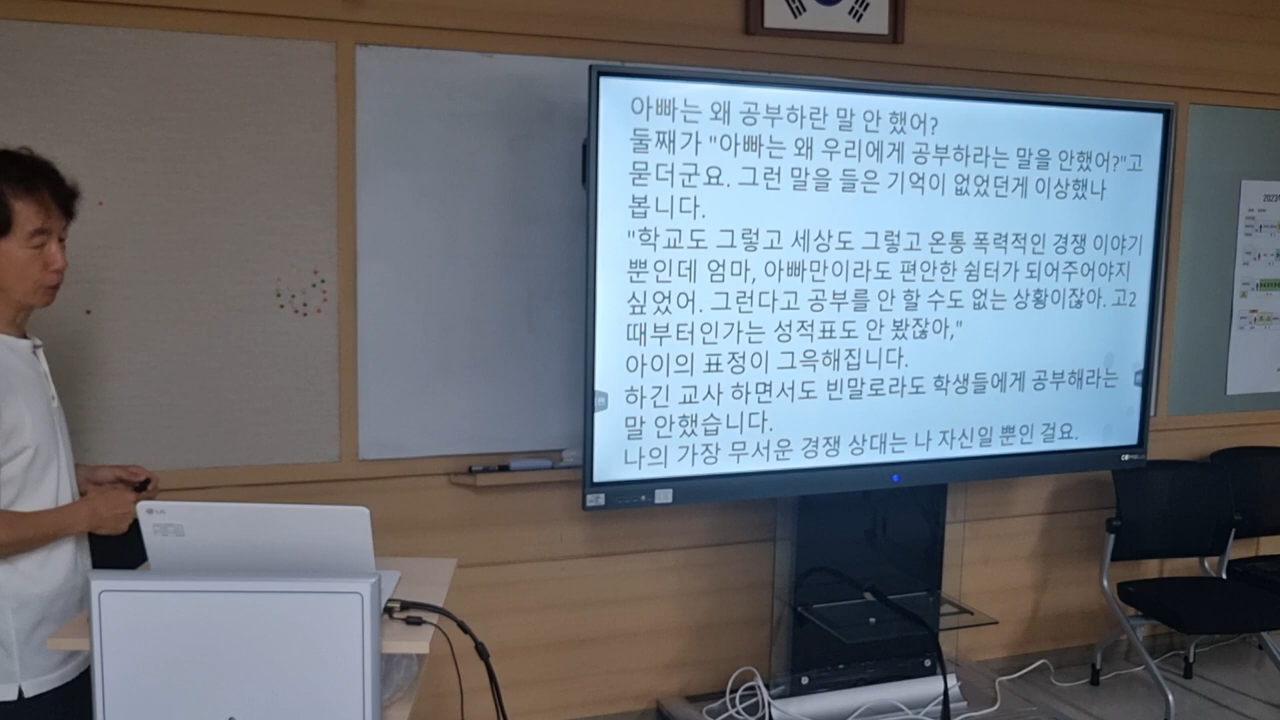 아빠는 왜 공부하란 말 안 했어?
둘째가 "아빠는 왜 우리에게 공부하라는 말을 안했어?"고
묻더군요. 그런 말을 들은 기억이 없었던게 이상했나
봅니다.
"학교도 그렇고 세상도 그렇고 온통 폭력적인 경쟁 이야기
뿐인데 엄마, 아빠만이라도 편안한 쉼터가 되어주어야지
싶었어. 그런다고 공부를 안 할 수도 없는 상황이잖아. 고2
때부터인가는 성적표도 안 봤잖아,"
아이의 표정이 그윽해집니다.
하긴 교사 하면서도 빈말로라도 학생들에게 공부해라는
말 안했습니다.
나의 가장 무서운 경쟁 상대는 나 자신일 뿐인 걸요.
LG
2023